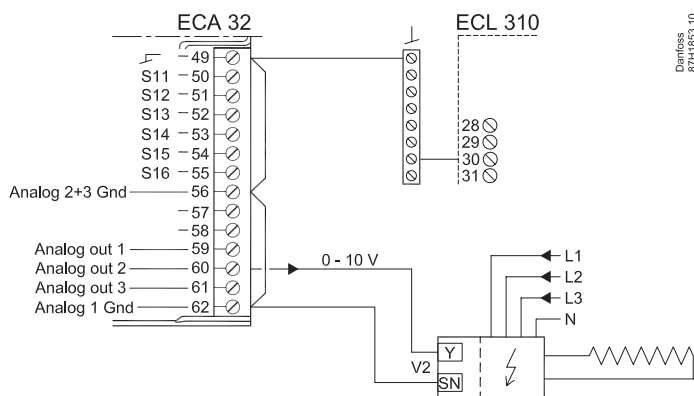 ECA 32
ECL 310
Danfoss
87H1853.10
49
S11 50
S12 51
S13 52
S14 53
S15 54
S16 55
Analog 2+3 Gnd 56
57
58
Analog out 1 59
Analog out 2 60
Analog out 3 61
Analog 1 Gnd 62
28
29
30
31
0 - 10 V
L1
L2
L3
N
V2
Y
SN